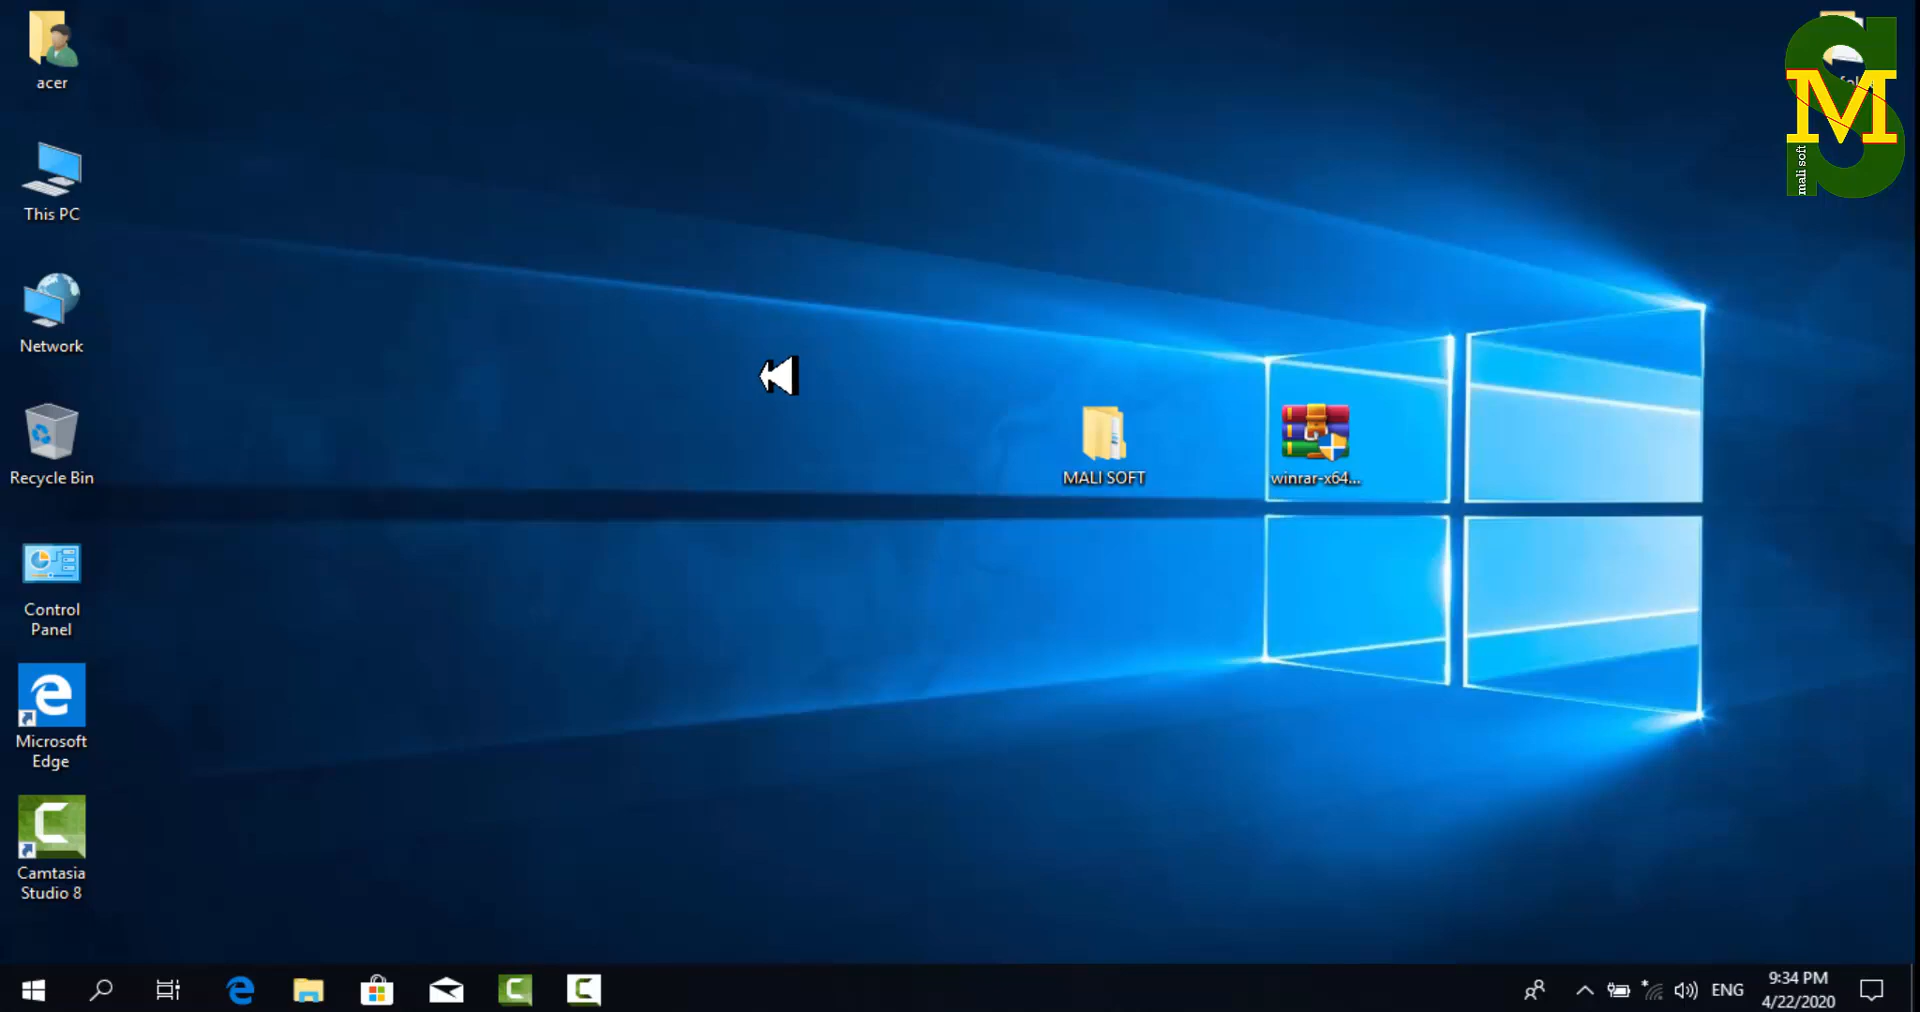 acer
This PC
Network
Recycle Bin
Control
Panel
Microsoft
Edge
Camtasia
Studio 8
MALI SOFT
winrar-x64...
S
M
mali soft
ENG
9:34 PM
4/22/2020